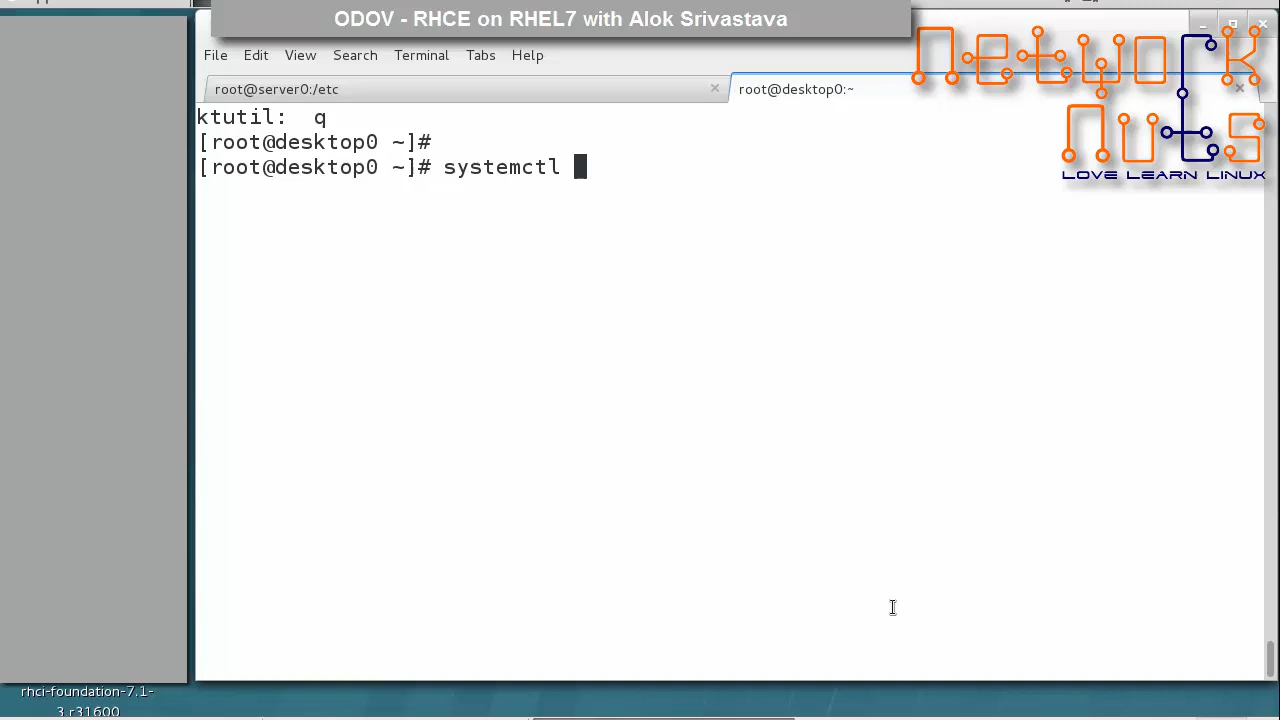 ODOV - RHCE on RHEL7 with Alok Srivastava
File Edit View Search Terminal Tabs Help
root@server0:/etc
root@desktop0:~
ktutil:  q
[root@desktop0 ~]#
[root@desktop0 ~]# systemctl
network
nuts
LOVE LEARN LINUX
rhci-foundation-7.1-
3.r31600